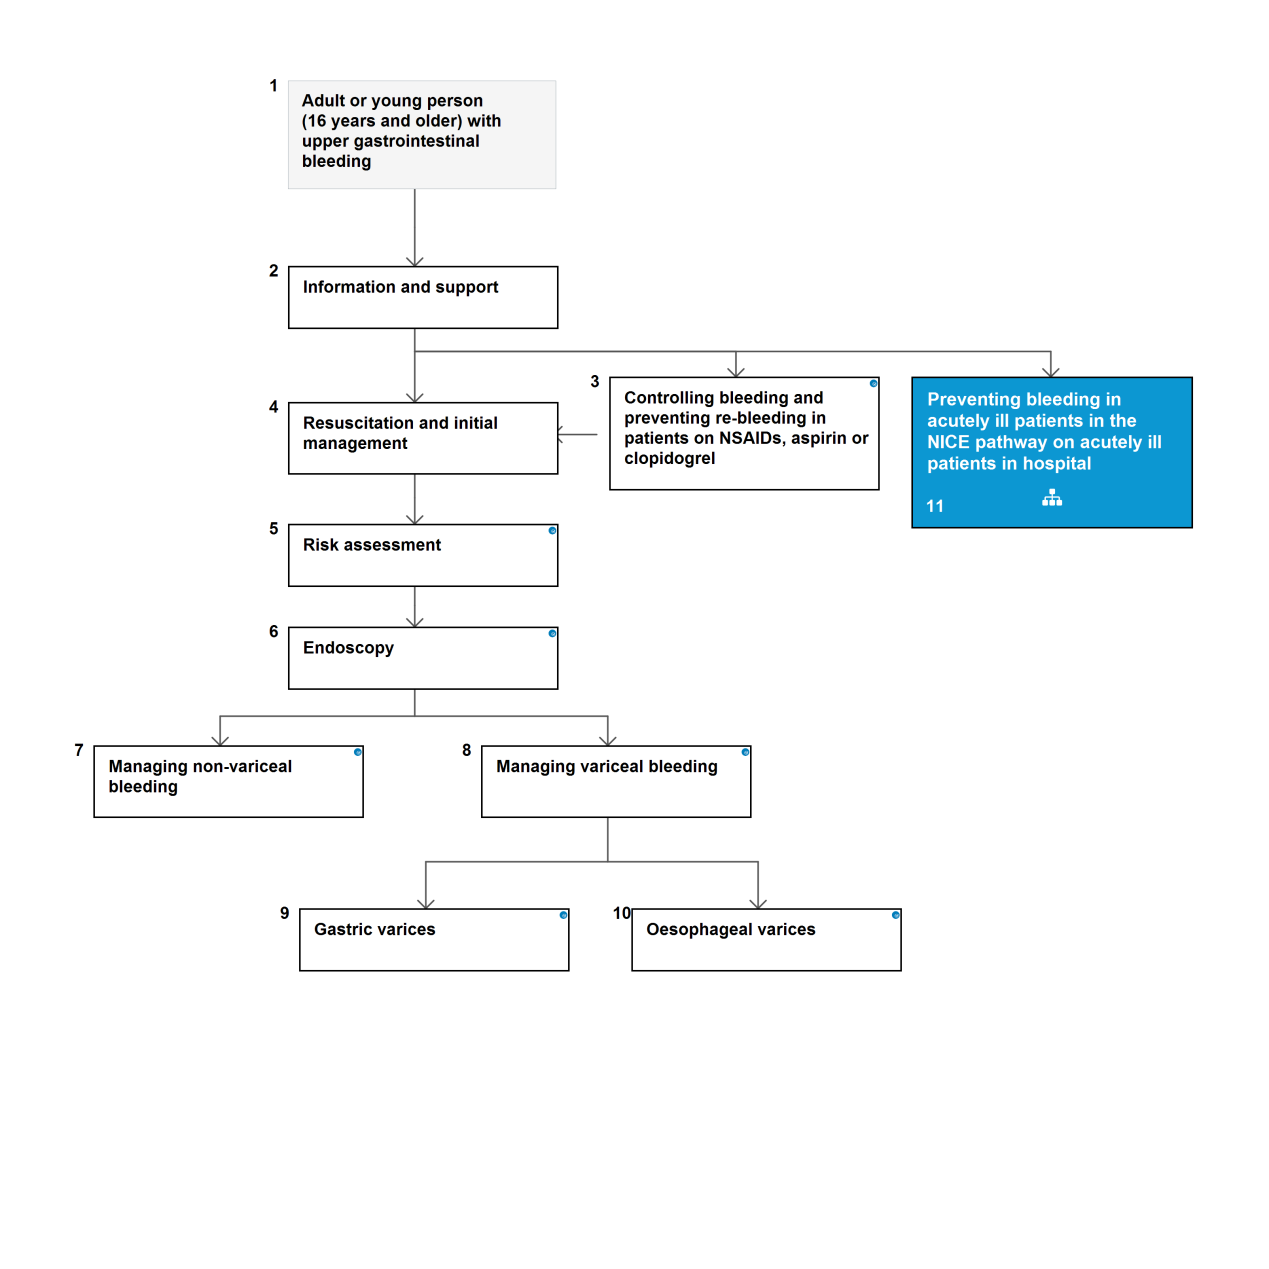 1
Adult or young person
(16 years and older) with
upper gastrointestinal
bleeding
2
Information and support
3
Controlling bleeding and
preventing re-bleeding in
patients on NSAIDs, aspirin or
clopidogrel
Preventing bleeding in
acutely ill patients in the
NICE pathway on acutely ill
patients in hospital
11
4
Resuscitation and initial
management
5
Risk assessment
6
Endoscopy
7
Managing non-variceal
bleeding
8
Managing variceal bleeding
9
Gastric varices
10
Oesophageal varices